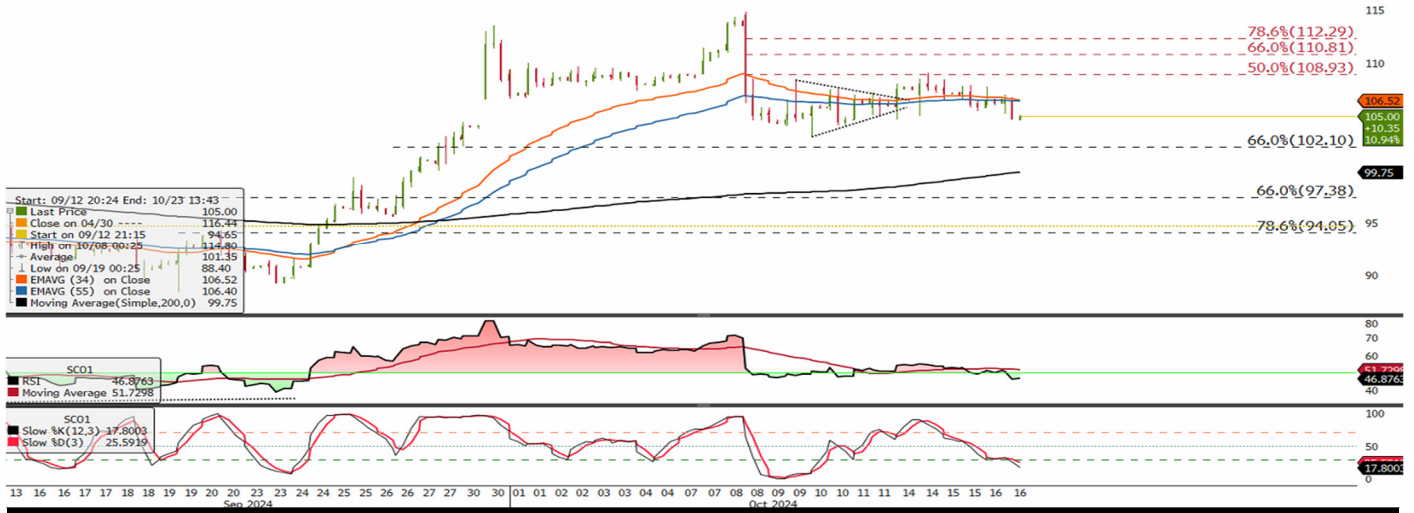 115
78.6%(112.29)
66.0%(110.81)
110
50.0%(108.93)
106.52
105.00
+10.35
10.94%
66.0%(102.10)
99.75
66.0%(97.38)
95
78.6%(94.05)
90
Start: 09/12 20:24 End: 10/23 13:43
Last Price 105.00
Close on 04/30 ---- 116.44
Start on 09/12 21:15 94.65
High on 10/08 00:25 114.80
Average 101.35
Low on 09/19 00:25 88.40
EMAVG (34) on Close 106.52
EMAVG (55) on Close 106.40
Moving Average(Simple,200,0) 99.75
80
70
60
51.7298
46.8763
40
SCO1
RSI 46.8763
Moving Average 51.7298
100
50
17.8003
0
SCO1
Slow %K(12,3) 17.8003
Slow %D(3) 25.5919
13 16 16 17 17 18 18 19 19 20 20 23 23 24 24 25 25 26 26 27 27 30 30 01 01 02 02 03 03 04 04 07 07 08 08 09 09 10 10 11 11 14 14 15 15 16 16
Sep 2024 Oct 2024